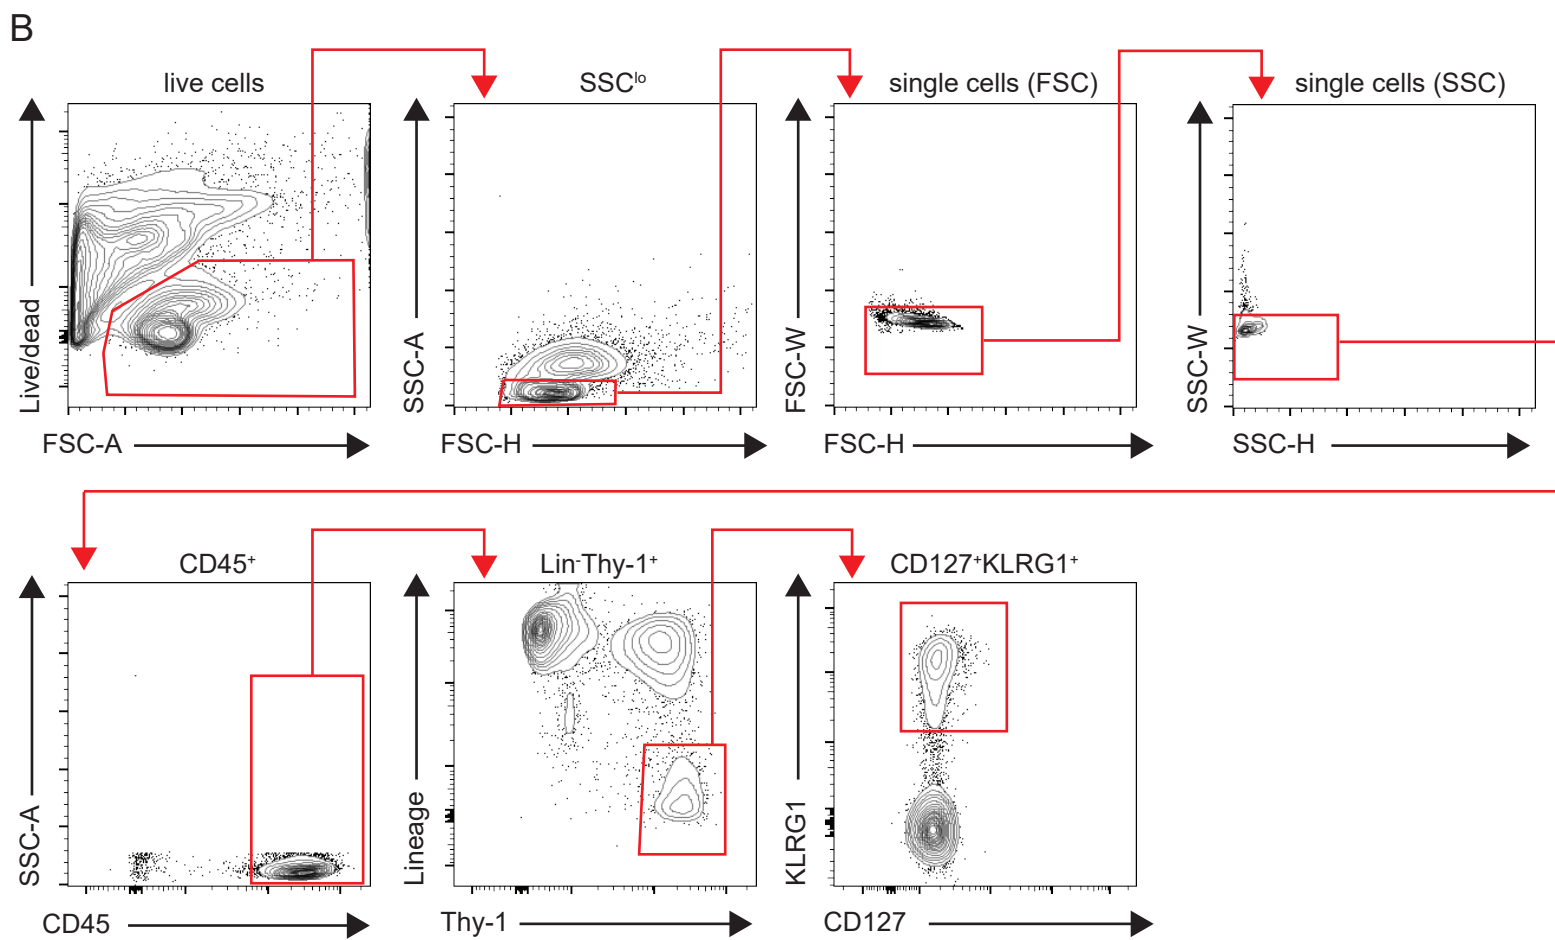 B
live cells
Live/dead
FSC-A
SSCˡᵒ
SSC-A
FSC-H
single cells (FSC)
FSC-W
FSC-H
single cells (SSC)
SSC-W
SSC-H
CD45⁺
SSC-A
CD45
Lin⁻Thy-1⁺
Lineage
Thy-1
CD127⁺KLRG1⁺
KLRG1
CD127